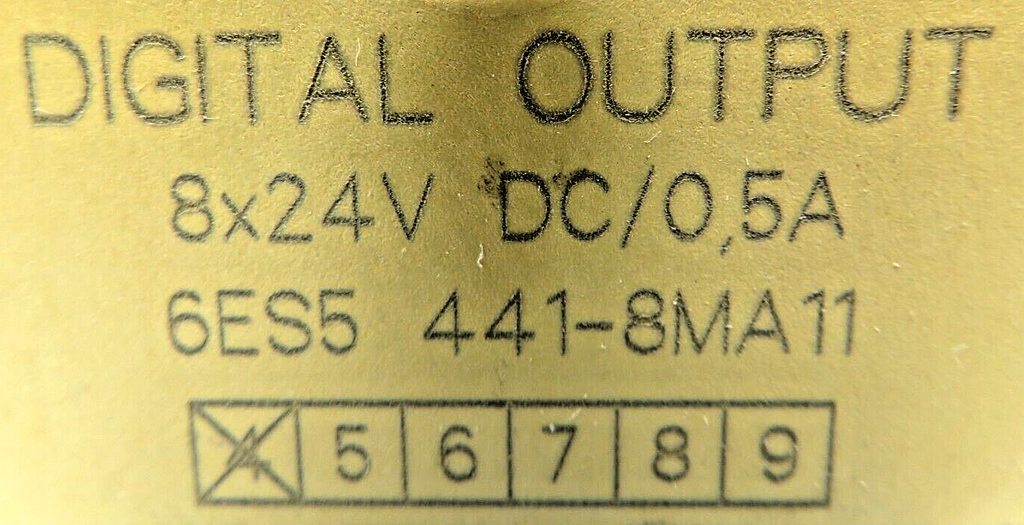 DIGITAL OUTPUT
8x24V DC/0,5A
6ES5 441-8MA11
4 5 6 7 8 9